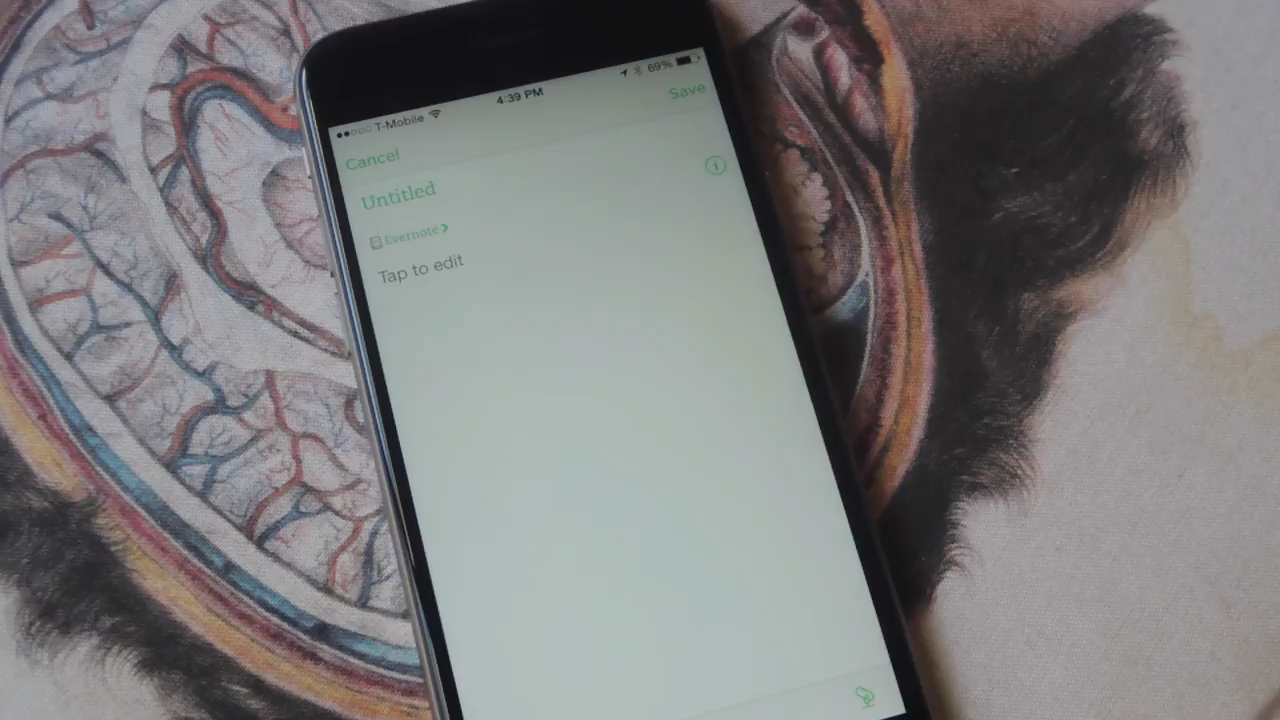 T-Mobile 4:39 PM 69%
Cancel Save
Untitled
Evernote
Tap to edit